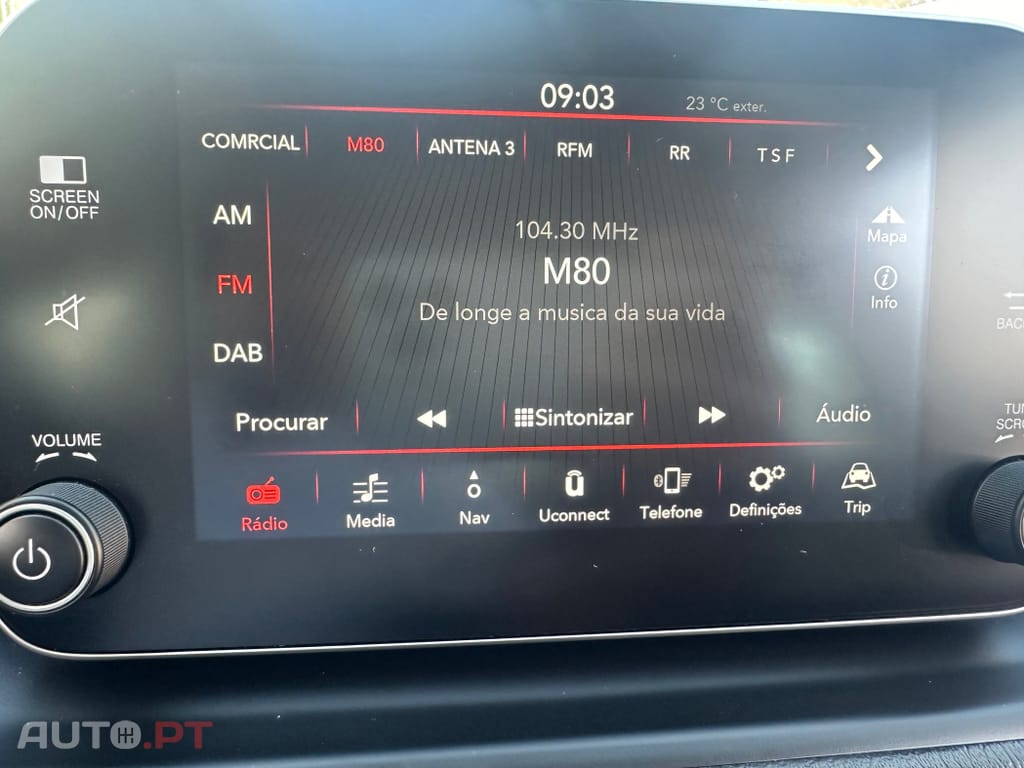 09:03
23 °C exter.
COMRCIAL
M80
ANTENA 3
RFM
RR
TSF
SCREEN
ON/OFF
AM
FM
DAB
104.30 MHz
M80
De longe a musica da sua vida
Mapa
Info
Procurar
Sintonizar
Áudio
VOLUME
Rádio
Media
Nav
Uconnect
Telefone
Definições
Trip
AUTO.PT